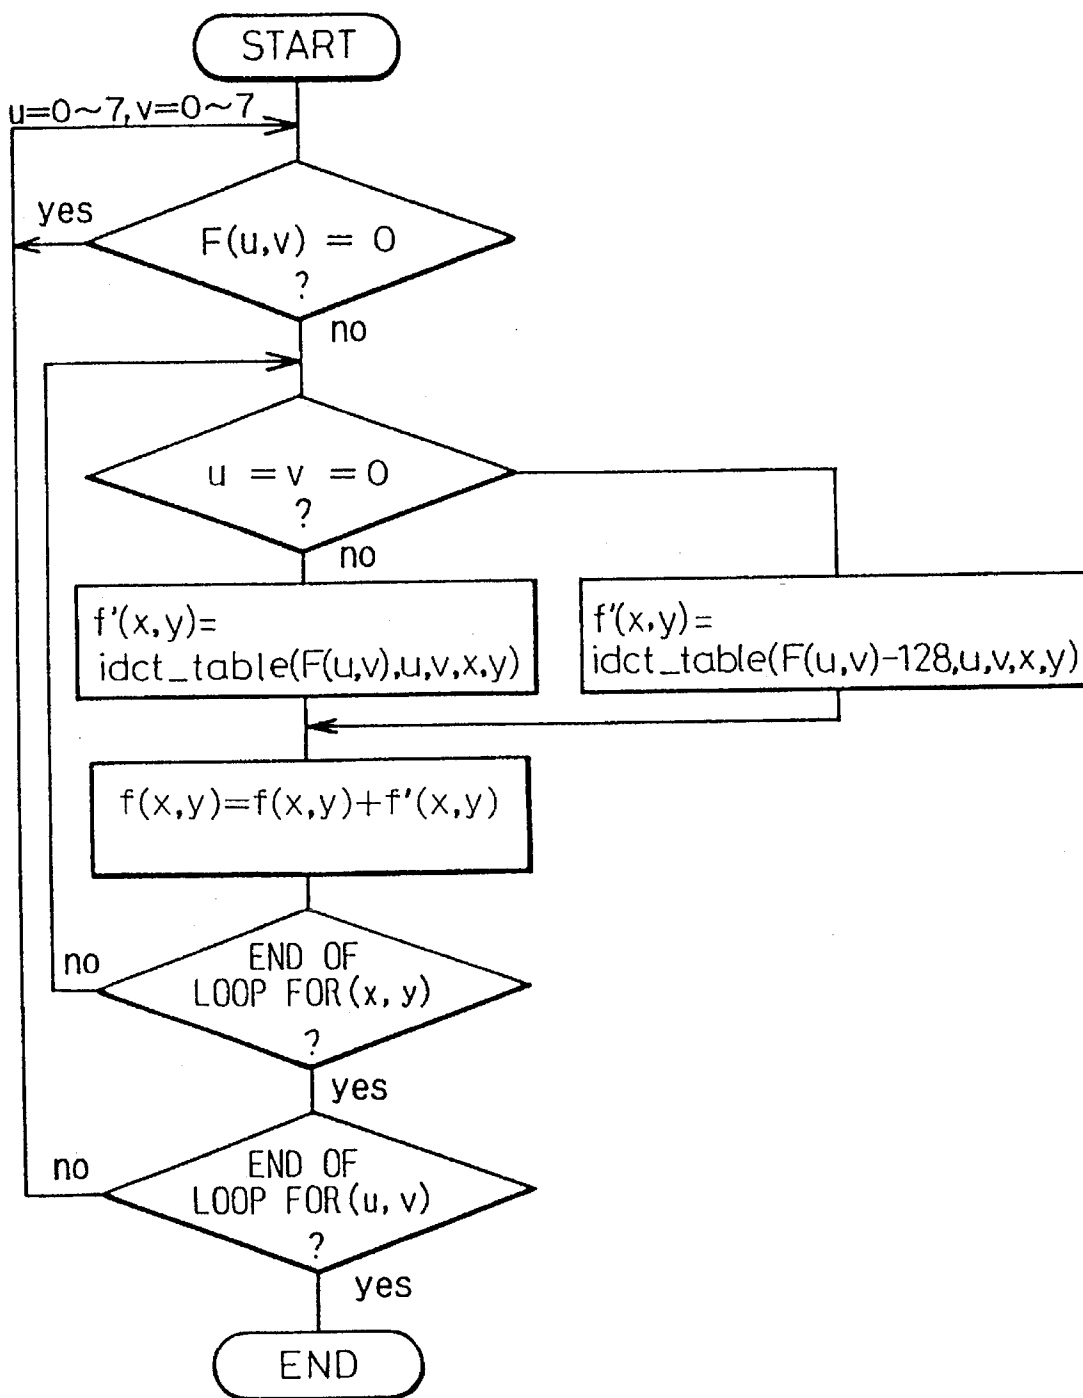 START
u=0~7,v=0~7
yes
F(u,v) = 0
?
no
u = v = 0
?
no
f'(x,y)=
idct_table(F(u,v),u,v,x,y)
f'(x,y)=
idct_table(F(u,v)-128,u,v,x,y)
f(x,y)=f(x,y)+f'(x,y)
no
END OF
LOOP FOR(x, y)
?
yes
no
END OF
LOOP FOR(u, v)
?
yes
END